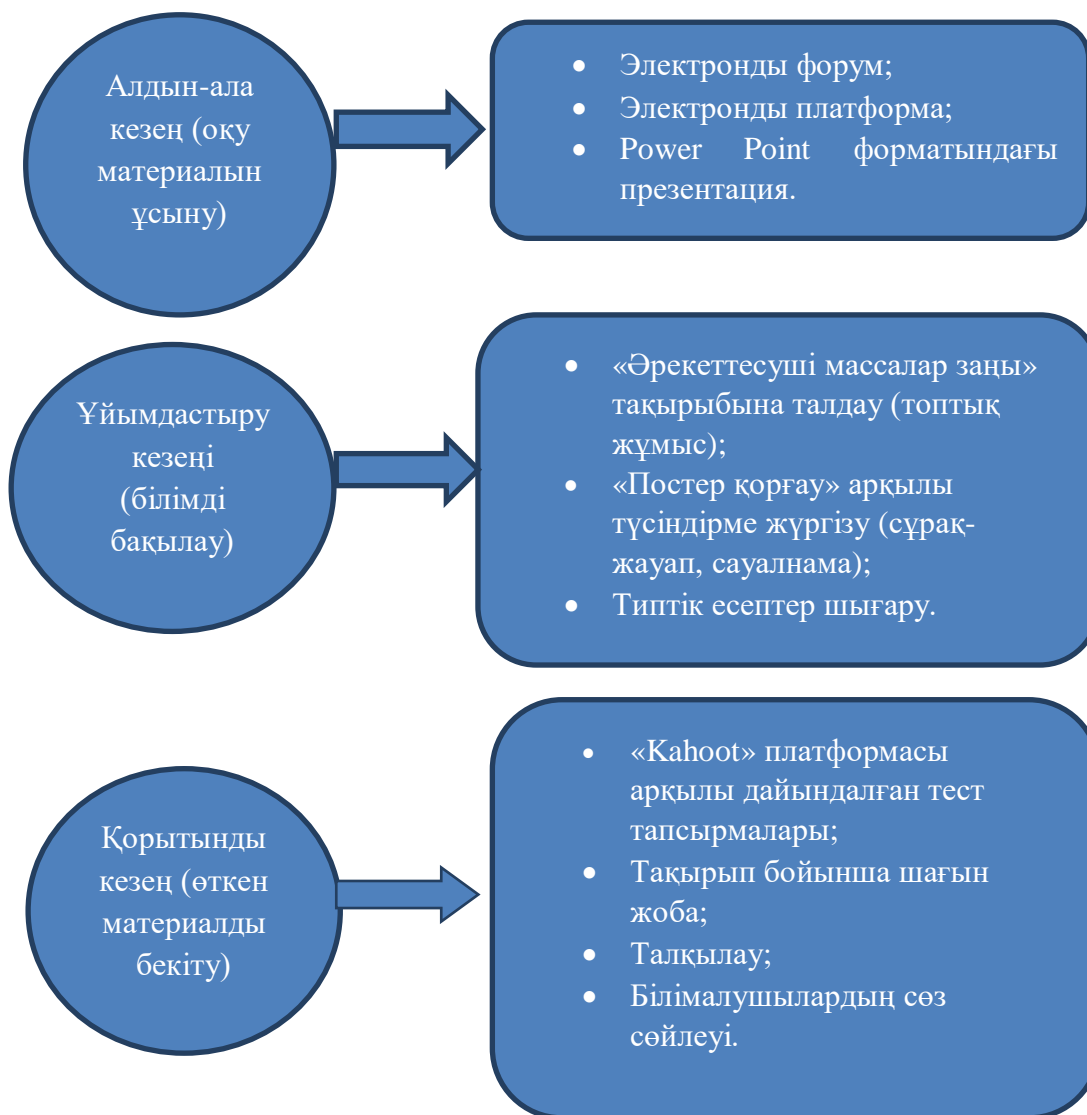 Алдын-ала
кезең (оқу
материалын
ұсыну)
• Электронды форум;
• Электронды платформа;
• Power Point форматындағы
презентация.
Ұйымдастыру
кезеңі
(білімді
бақылау)
• «Әрекеттесуші массалар заңы»
тақырыбына талдау (топтық
жұмыс);
• «Постер қорғау» арқылы
түсіндірме жүргізу (сұрақ-
жауап, сауалнама);
• Типтік есептер шығару.
Қорытынды
кезең (өткен
материалды
бекіту)
• «Kahoot» платформасы
арқылы дайындалған тест
тапсырмалары;
• Тақырып бойынша шағын
жоба;
• Талқылау;
• Білімалушылардың сөз
сөйлеуі.